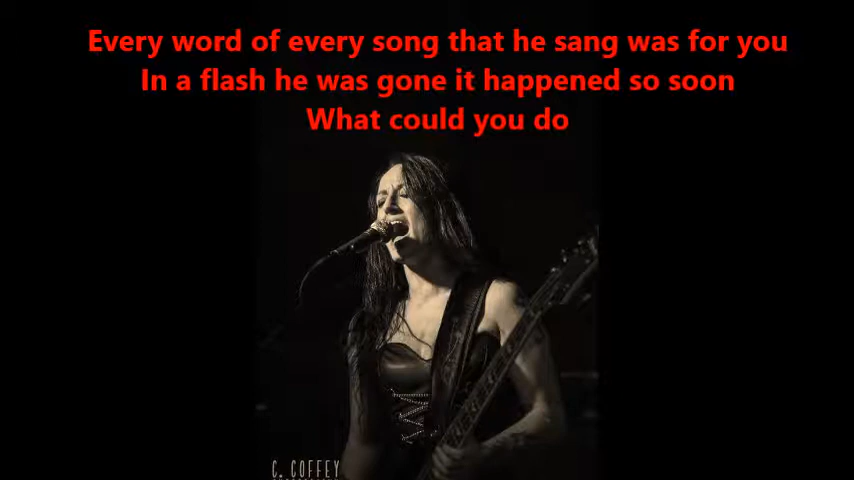 Every word of every song that he sang was for you
In a flash he was gone it happened so soon
What could you do
C. COFFEY